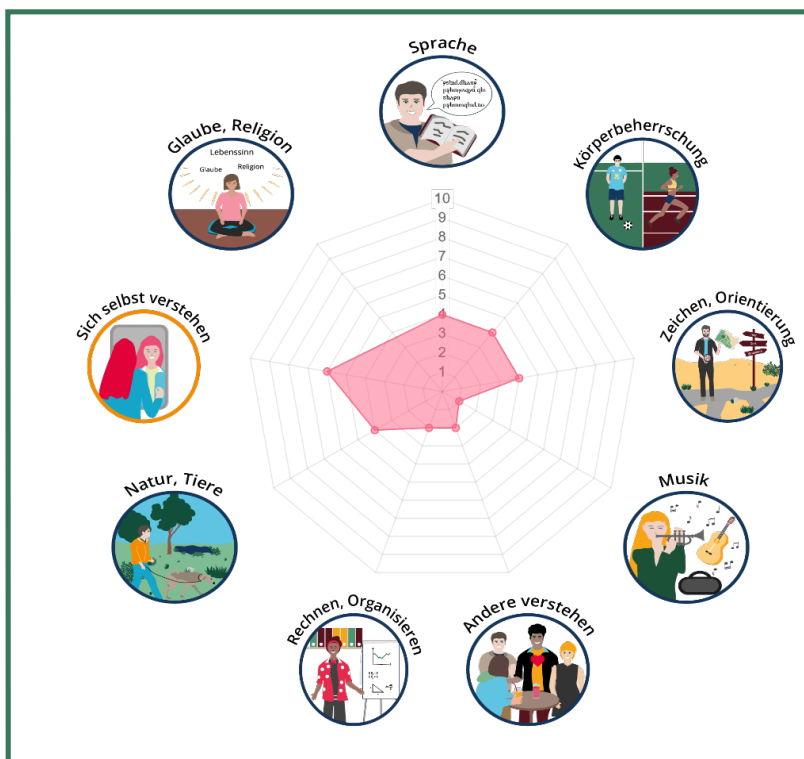 Sprache
Glaube, Religion
Lebenssinn
Glaube
Religion
Körperbeherrschung
10
9
8
7
6
5
4
3
2
1
Sich selbst verstehen
Zeichen, Orientierung
Natur, Tiere
Musik
Rechnen, Organisieren
Andere verstehen